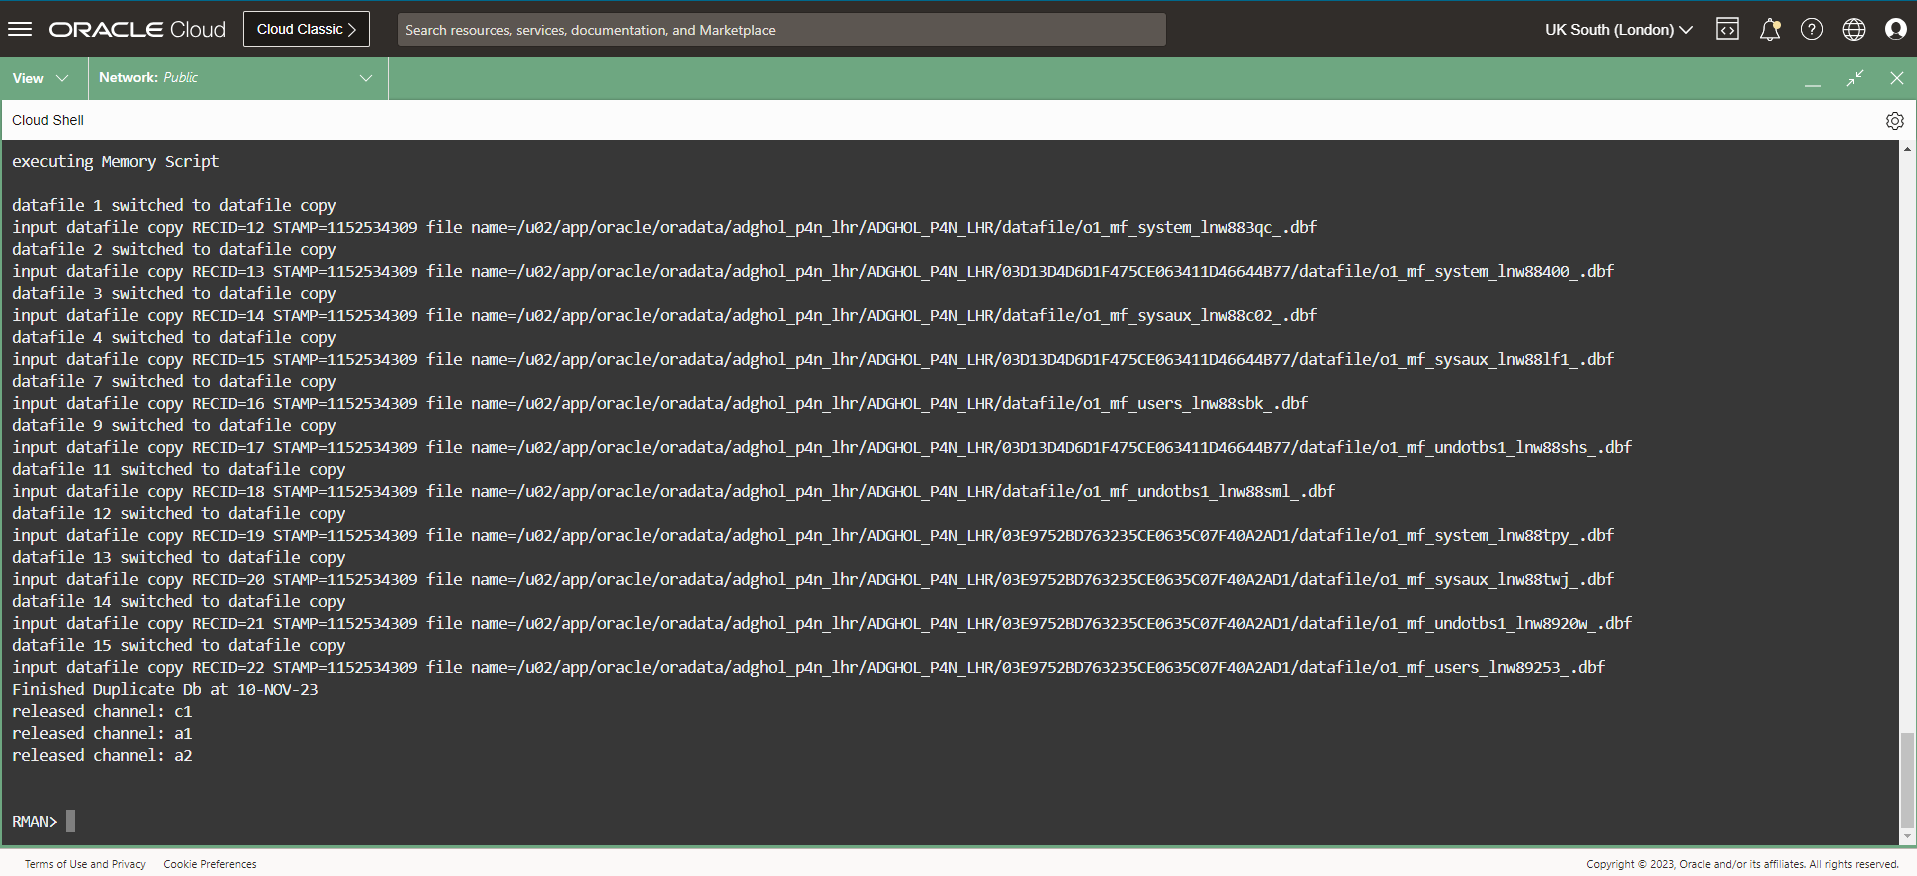 ORACLE Cloud
Cloud Classic
Search resources, services, documentation, and Marketplace
UK South (London)
View
Network: Public
Cloud Shell
executing Memory Script
datafile 1 switched to datafile copy
input datafile copy RECID=12 STAMP=1152534309 file name=/u02/app/oracle/oradata/adghol_p4n_lhr/ADGHOL_P4N_LHR/datafile/o1_mf_system_lnw883qc_.dbf
datafile 2 switched to datafile copy
input datafile copy RECID=13 STAMP=1152534309 file name=/u02/app/oracle/oradata/adghol_p4n_lhr/ADGHOL_P4N_LHR/03D13D4D6D1F475CE063411D46644B77/datafile/o1_mf_system_lnw88400_.dbf
datafile 3 switched to datafile copy
input datafile copy RECID=14 STAMP=1152534309 file name=/u02/app/oracle/oradata/adghol_p4n_lhr/ADGHOL_P4N_LHR/datafile/o1_mf_sysaux_lnw88c02_.dbf
datafile 4 switched to datafile copy
input datafile copy RECID=15 STAMP=1152534309 file name=/u02/app/oracle/oradata/adghol_p4n_lhr/ADGHOL_P4N_LHR/03D13D4D6D1F475CE063411D46644B77/datafile/o1_mf_sysaux_lnw88lf1_.dbf
datafile 7 switched to datafile copy
input datafile copy RECID=16 STAMP=1152534309 file name=/u02/app/oracle/oradata/adghol_p4n_lhr/ADGHOL_P4N_LHR/datafile/o1_mf_users_lnw88sbk_.dbf
datafile 9 switched to datafile copy
input datafile copy RECID=17 STAMP=1152534309 file name=/u02/app/oracle/oradata/adghol_p4n_lhr/ADGHOL_P4N_LHR/03D13D4D6D1F475CE063411D46644B77/datafile/o1_mf_undotbs1_lnw88shs_.dbf
datafile 11 switched to datafile copy
input datafile copy RECID=18 STAMP=1152534309 file name=/u02/app/oracle/oradata/adghol_p4n_lhr/ADGHOL_P4N_LHR/datafile/o1_mf_undotbs1_lnw88sml_.dbf
datafile 12 switched to datafile copy
input datafile copy RECID=19 STAMP=1152534309 file name=/u02/app/oracle/oradata/adghol_p4n_lhr/ADGHOL_P4N_LHR/03E9752BD763235CE0635C07F40A2AD1/datafile/o1_mf_system_lnw88tpy_.dbf
datafile 13 switched to datafile copy
input datafile copy RECID=20 STAMP=1152534309 file name=/u02/app/oracle/oradata/adghol_p4n_lhr/ADGHOL_P4N_LHR/03E9752BD763235CE0635C07F40A2AD1/datafile/o1_mf_sysaux_lnw88twj_.dbf
datafile 14 switched to datafile copy
input datafile copy RECID=21 STAMP=1152534309 file name=/u02/app/oracle/oradata/adghol_p4n_lhr/ADGHOL_P4N_LHR/03E9752BD763235CE0635C07F40A2AD1/datafile/o1_mf_undotbs1_lnw8920w_.dbf
datafile 15 switched to datafile copy
input datafile copy RECID=22 STAMP=1152534309 file name=/u02/app/oracle/oradata/adghol_p4n_lhr/ADGHOL_P4N_LHR/03E9752BD763235CE0635C07F40A2AD1/datafile/o1_mf_users_lnw89253_.dbf
Finished Duplicate Db at 10-NOV-23
released channel: c1
released channel: a1
released channel: a2
RMAN>
Terms of Use and Privacy
Cookie Preferences
Copyright © 2023, Oracle and/or its affiliates. All rights reserved.